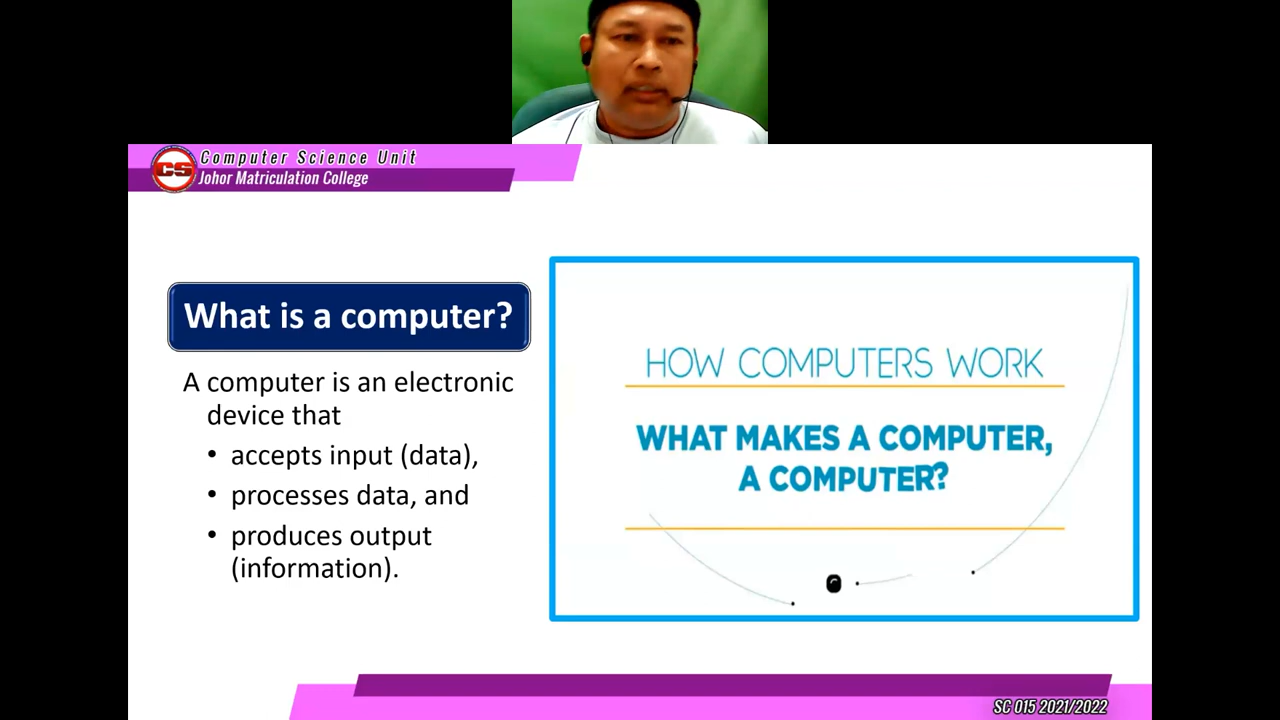 Computer Science Unit
CS
Johor Matriculation College
What is a computer?
A computer is an electronic
device that
• accepts input (data),
• processes data, and
• produces output
(information).
HOW COMPUTERS WORK
WHAT MAKES A COMPUTER,
A COMPUTER?
SC 015 2021/2022